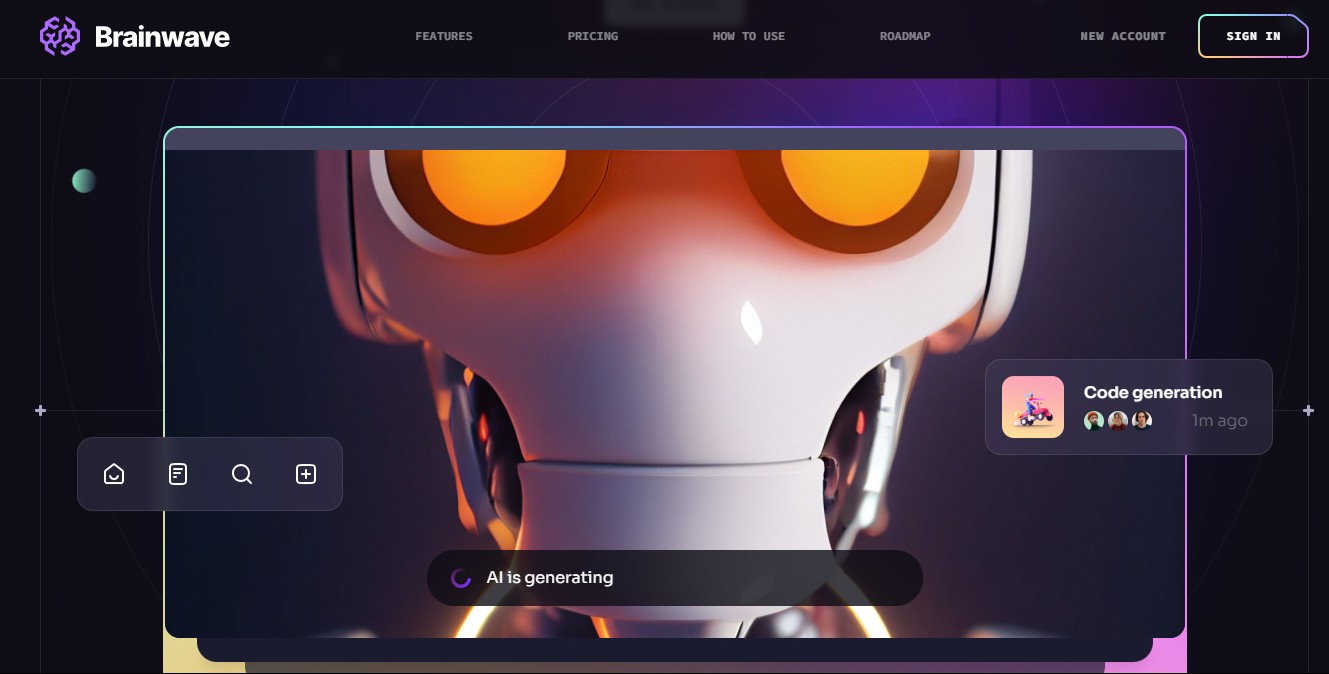 Brainwave
FEATURES
PRICING
HOW TO USE
ROADMAP
NEW ACCOUNT
SIGN IN
Code generation
1m ago
AI is generating